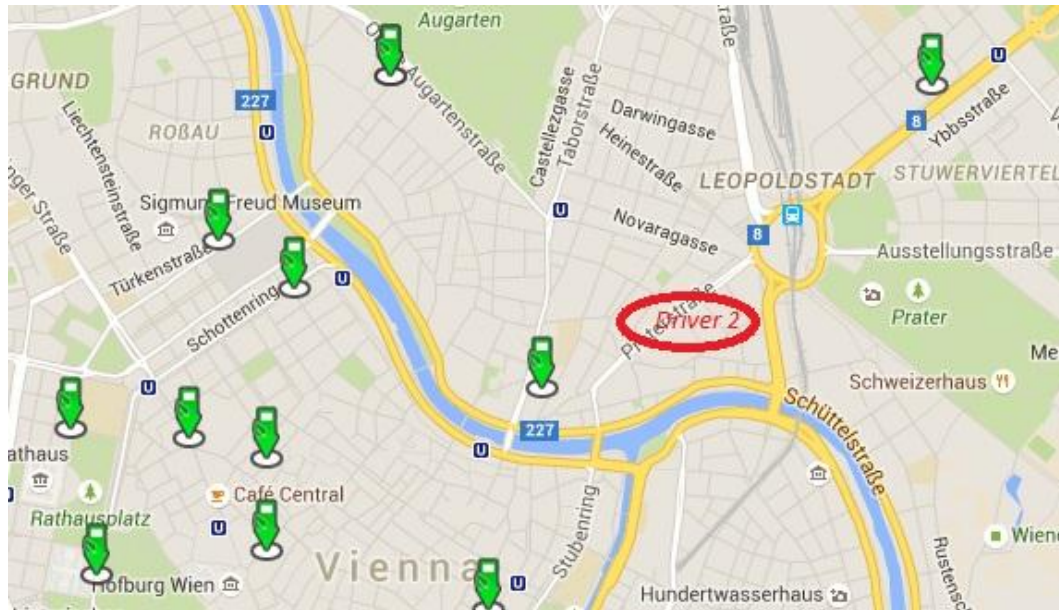 Augarten
GRUND
227
ROßAU
Liechtensteinstraße
Augartenstraße
Castellezgasse
Taborstraße
Darwingasse
Heinestraße
LEOPOLDSTADT
STUWERVIERTEL
8
Ybbsstraße
U
Sigmund Freud Museum
Türkenstraße
Schottenring
U
U
U
Novaragasse
8
Ausstellungsstraße
Driver 2
Praterstraße
Prater
Schweizerhaus
Schüttelstraße
U
227
U
Rathausplatz
Café Central
U
U
Vienna
Stubenring
Hofburg Wien
U
Hundertwasserhaus